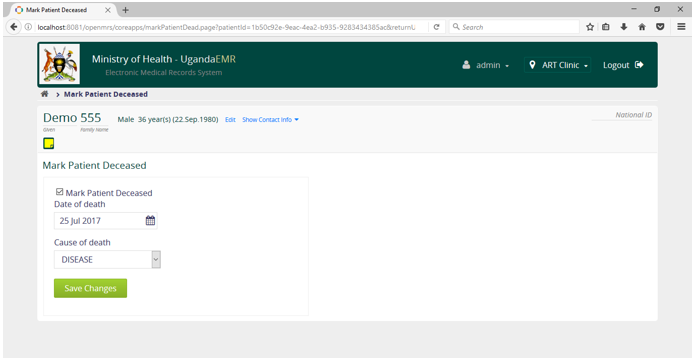 Mark Patient Deceased
localhost:8081/openmrs/coreapps/markPatientDead.page?patientId=1b50c92e-9eac-4ea2-b935-9283434385ac&returnU
Search
Ministry of Health - UgandaEMR
Electronic Medical Records System
admin
ART Clinic
Logout
Mark Patient Deceased
Demo 555
Given
Family Name
Male 36 year(s) (22.Sep.1980) Edit Show Contact Info
National ID
Mark Patient Deceased
Mark Patient Deceased
Date of death
25 Jul 2017
Cause of death
DISEASE
Save Changes